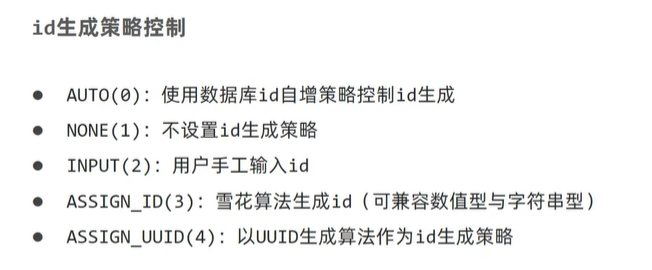 id生成策略控制
● AUTO(0): 使用数据库id自增策略控制id生成
● NONE(1): 不设置id生成策略
● INPUT(2): 用户手工输入id
● ASSIGN_ID(3): 雪花算法生成id（可兼容数值型与字符串型）
● ASSIGN_UUID(4): 以UUID生成算法作为id生成策略